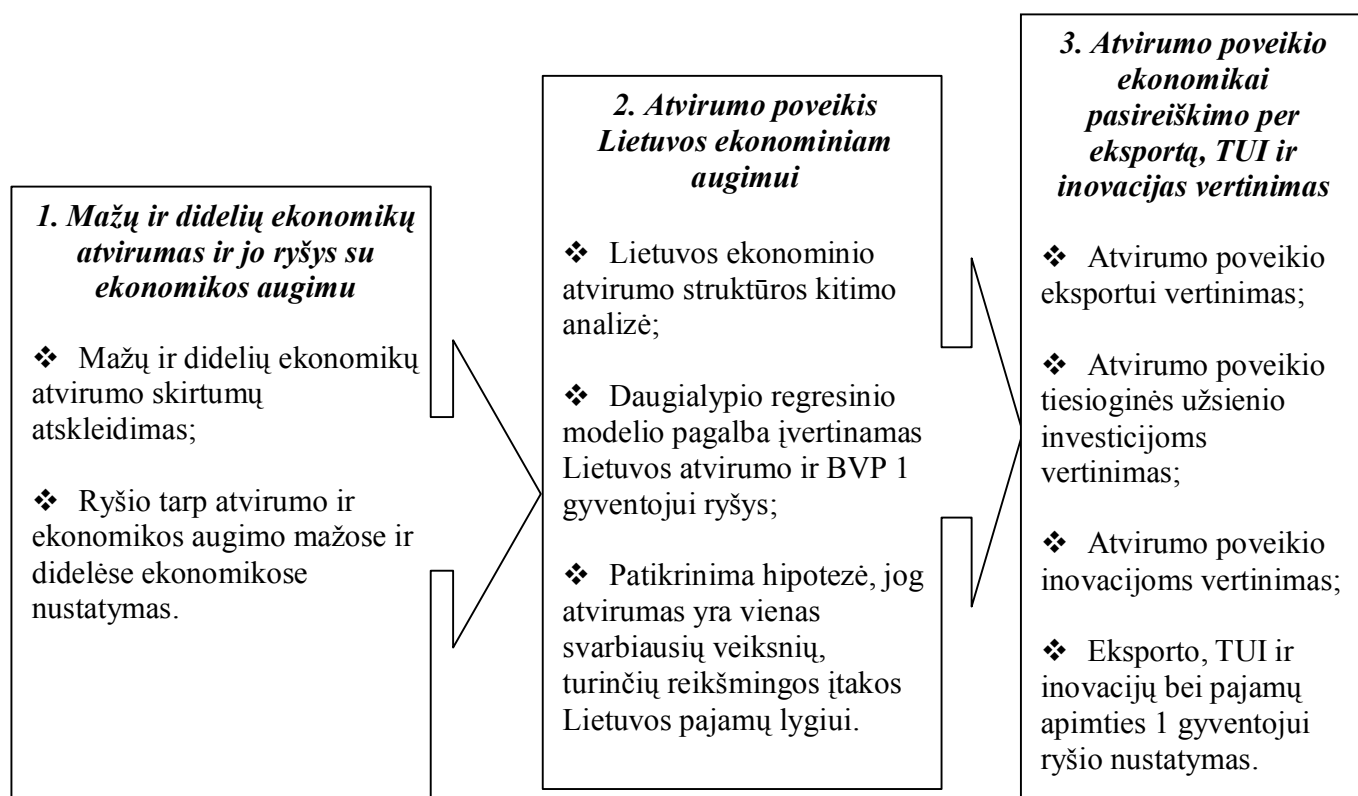 1. Mažų ir didelių ekonomikų
atvirumas ir jo ryšys su
ekonomikos augimu
❖ Mažų ir didelių ekonomikų
atvirumo skirtumų
atskleidimas;
❖ Ryšio tarp atvirumo ir
ekonomikos augimo mažose ir
didelėse ekonomikose
nustatymas.
2. Atvirumo poveikis
Lietuvos ekonominiam
augimui
❖ Lietuvos ekonominio
atvirumo struktūros kitimo
analizė;
❖ Daugialypio regresinio
modelio pagalba įvertinamas
Lietuvos atvirumo ir BVP 1
gyventojui ryšys;
❖ Patikrinima hipotezė, jog
atvirumas yra vienas
svarbiausių veiksnių,
turinčių reikšmingos įtakos
Lietuvos pajamų lygiui.
3. Atvirumo poveikio
ekonomikai
pasireiškimo per
eksportą, TUI ir
inovacijas vertinimas
❖ Atvirumo poveikio
eksportui vertinimas;
❖ Atvirumo poveikio
tiesioginės užsienio
investicijoms
vertinimas;
❖ Atvirumo poveikio
inovacijoms vertinimas;
❖ Eksporto, TUI ir
inovacijų bei pajamų
apimties 1 gyventojui
ryšio nustatymas.